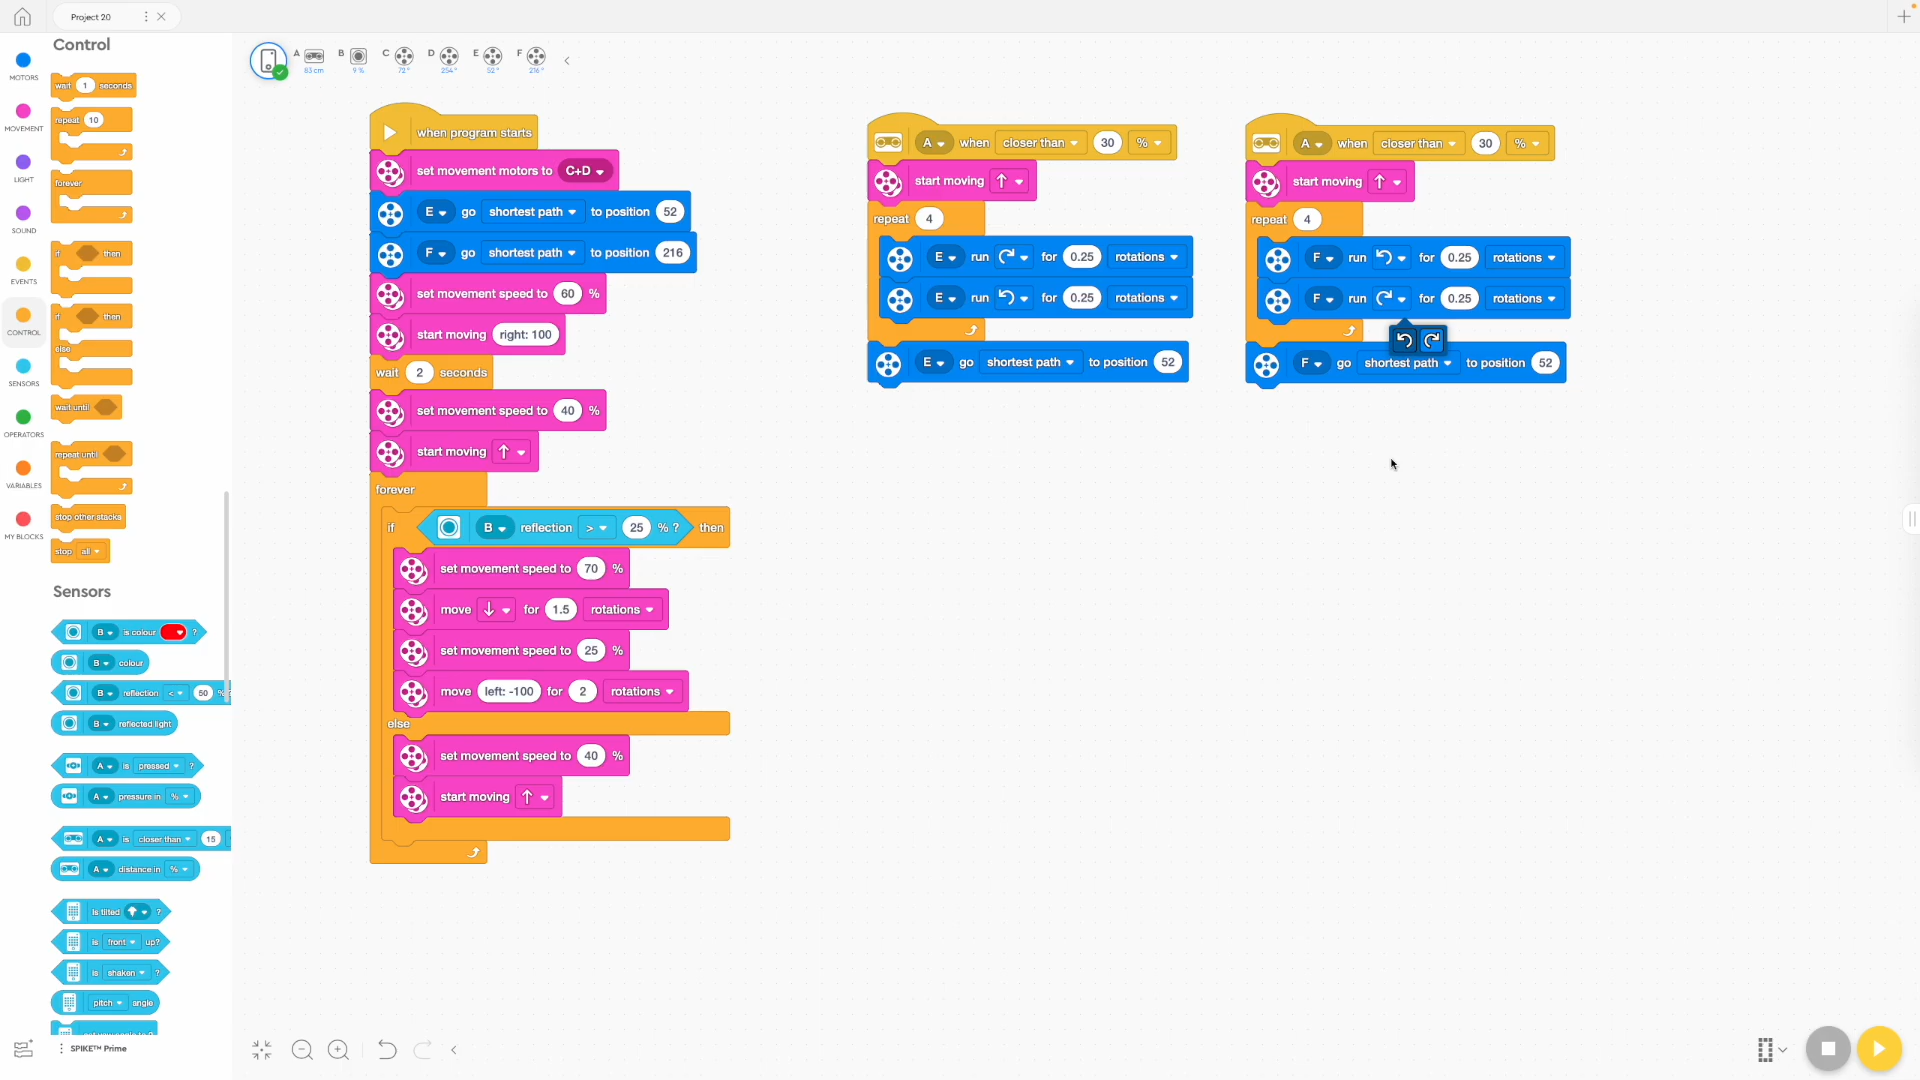 Project 20
Control
MOTORS
MOVEMENT
LIGHT
SOUND
EVENTS
CONTROL
SENSORS
OPERATORS
VARIABLES
MY BLOCKS
wait 1 seconds
repeat 10
forever
if then
if then
else
wait until
repeat until
stop other stacks
stop all
Sensors
B is colour ?
B colour
B reflection < 50 %
B reflected light
A is pressed ?
A pressure in %
A is closer than 15
A distance in %
is tilted ?
is front up?
is shaken ?
pitch angle
SPIKE™ Prime
A B C D E F
83 cm 9 % 72° 254° 52° 216°
when program starts
set movement motors to C+D
E go shortest path to position 52
F go shortest path to position 216
set movement speed to 60 %
start moving right: 100
wait 2 seconds
set movement speed to 40 %
start moving
forever
if B reflection > 25 % ? then
set movement speed to 70 %
move for 1.5 rotations
set movement speed to 25 %
move left: -100 for 2 rotations
else
set movement speed to 40 %
start moving
A when closer than 30 %
start moving
repeat 4
E run for 0.25 rotations
E run for 0.25 rotations
E go shortest path to position 52
A when closer than 30 %
start moving
repeat 4
F run for 0.25 rotations
F run for 0.25 rotations
F go shortest path to position 52